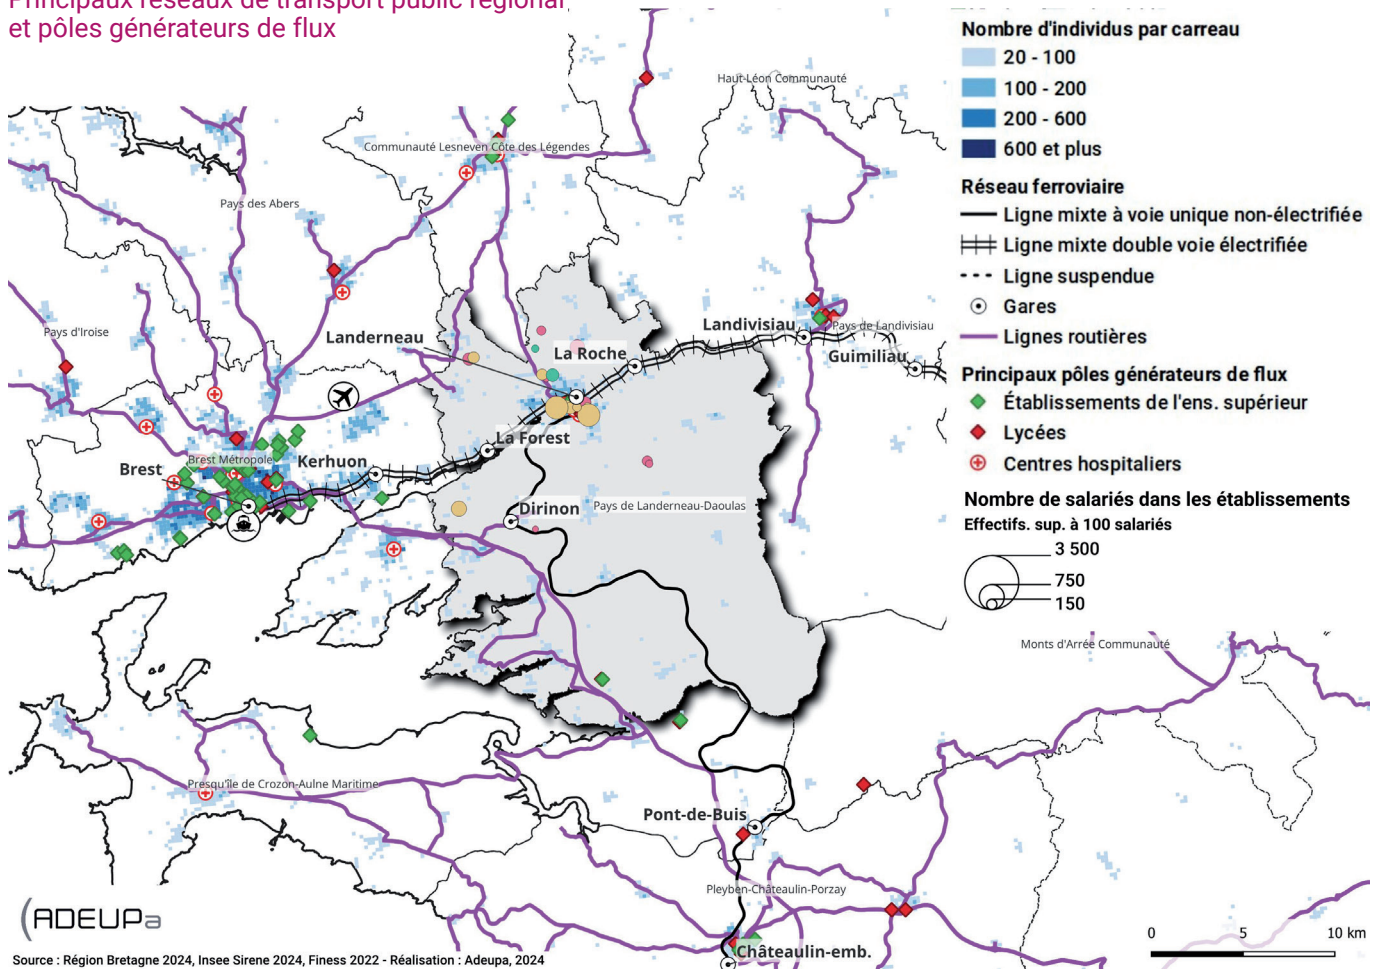 Principaux réseaux de transport public régional
et pôles générateurs de flux
Nombre d'individus par carreau
20 - 100
100 - 200
200 - 600
600 et plus
Réseau ferroviaire
Ligne mixte à voie unique non-électrifiée
Ligne mixte double voie électrifiée
Ligne suspendue
Gares
Lignes routières
Principaux pôles générateurs de flux
Établissements de l'ens. supérieur
Lycées
Centres hospitaliers
Nombre de salariés dans les établissements
Effectifs. sup. à 100 salariés
3 500
750
150
Haut-Léon Communauté
Communauté Lesneven Côte des Légendes
Pays des Abers
Pays d'Iroise
Landerneau
La Roche
Landivisiau
Pays de Landivisiau
Guimiliau
La Forest
Brest Métropole
Brest
Kerhuon
Dirinon
Pays de Landerneau-Daoulas
Monts d'Arrée Communauté
Presqu'île de Crozon-Aulne Maritime
Pont-de-Buis
Pleyben-Châteaulin-Porzay
Châteaulin-emb.
0 5 10 km
ADEUPa
Source : Région Bretagne 2024, Insee Sirene 2024, Finess 2022 - Réalisation : Adeupa, 2024